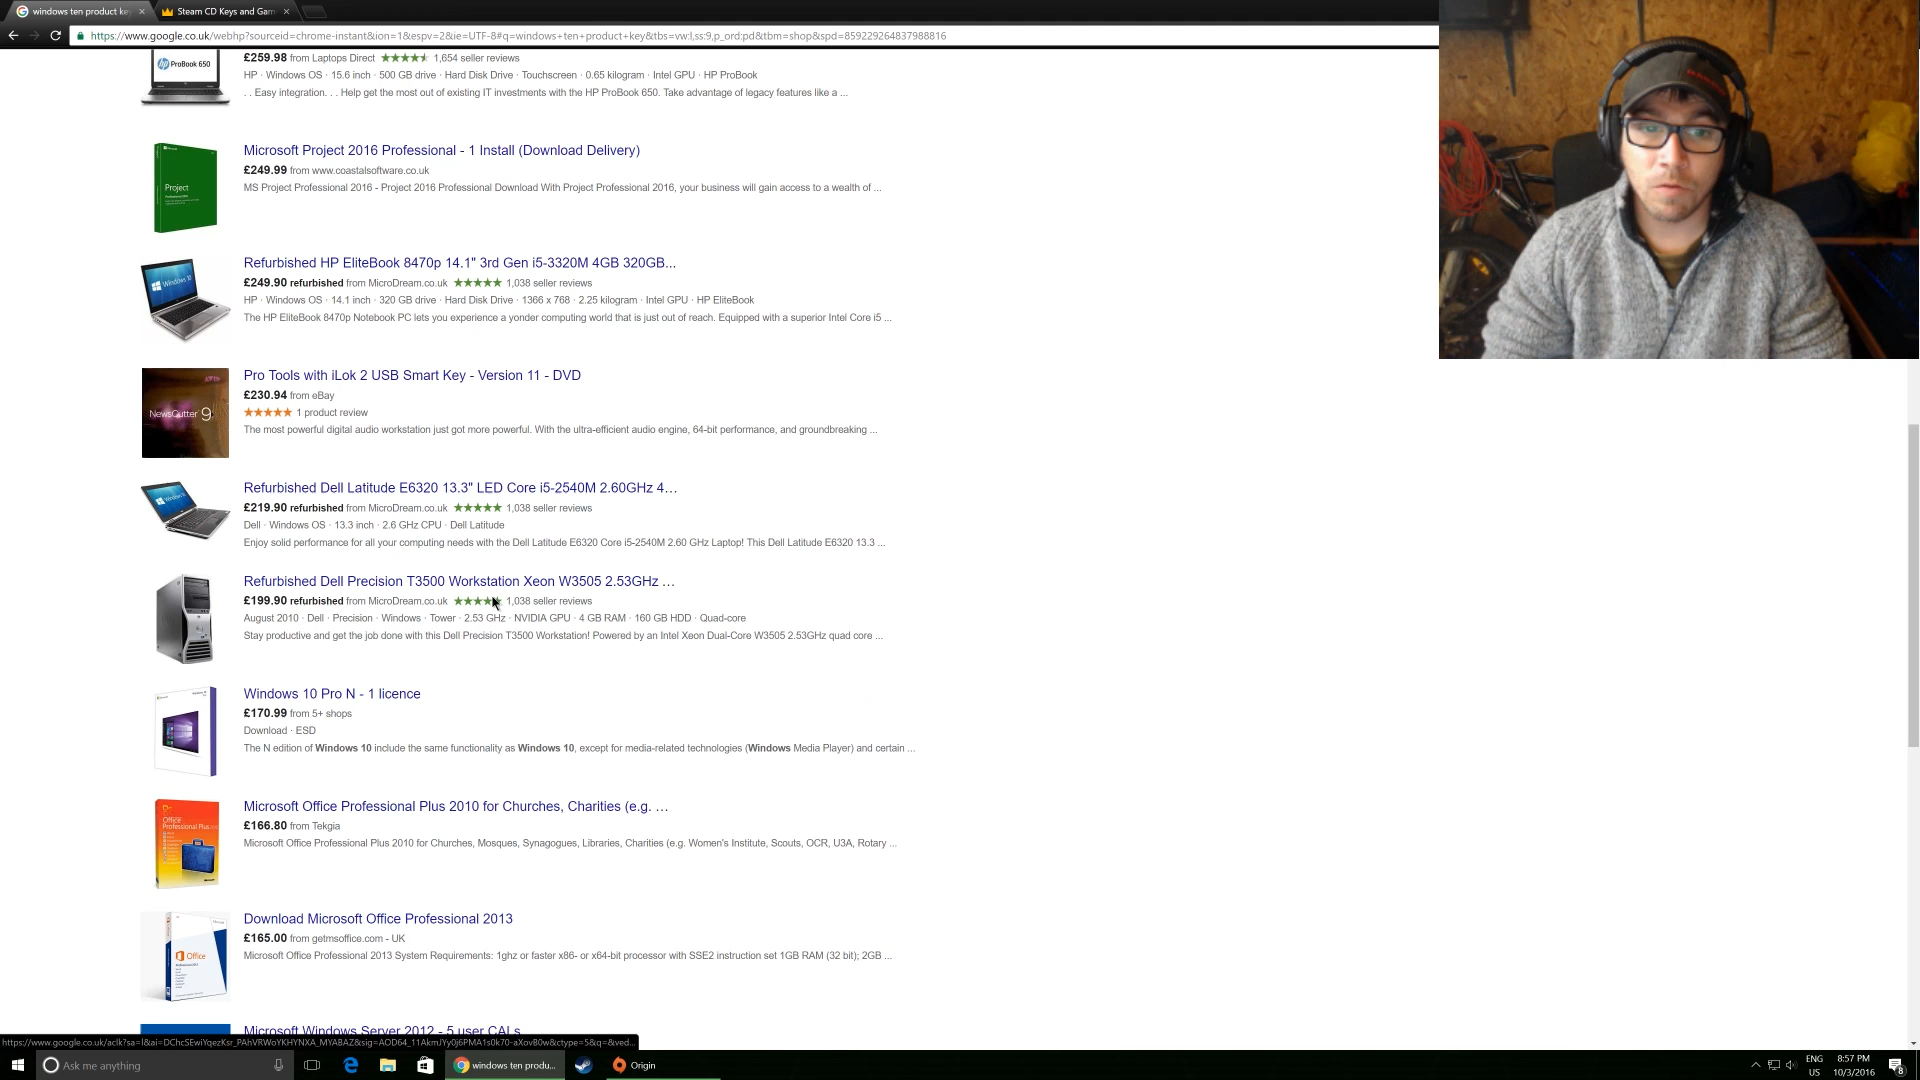 windows ten product key
Steam CD Keys and Gam
https://www.google.co.uk/webhp?sourceid=chrome-instant&ion=1&espv=2&ie=UTF-8#q=windows+ten+product+key&tbs=vw:l,ss:9,p_ord:pd&tbm=shop&spd=859229264837988816
ProBook 650
£259.98 from Laptops Direct 1,654 seller reviews
HP · Windows OS · 15.6 inch · 500 GB drive · Hard Disk Drive · Touchscreen · 0.65 kilogram · Intel GPU · HP ProBook
. . Easy integration. . . Help get the most out of existing IT investments with the HP ProBook 650. Take advantage of legacy features like a ...
Project
Microsoft Project 2016 Professional - 1 Install (Download Delivery)
£249.99 from www.coastalsoftware.co.uk
MS Project Professional 2016 - Project 2016 Professional Download With Project Professional 2016, your business will gain access to a wealth of ...
Refurbished HP EliteBook 8470p 14.1" 3rd Gen i5-3320M 4GB 320GB...
£249.90 refurbished from MicroDream.co.uk 1,038 seller reviews
HP · Windows OS · 14.1 inch · 320 GB drive · Hard Disk Drive · 1366 x 768 · 2.25 kilogram · Intel GPU · HP EliteBook
The HP EliteBook 8470p Notebook PC lets you experience a yonder computing world that is just out of reach. Equipped with a superior Intel Core i5 ...
AVID
NewsCutter 9
Pro Tools with iLok 2 USB Smart Key - Version 11 - DVD
£230.94 from eBay
1 product review
The most powerful digital audio workstation just got more powerful. With the ultra-efficient audio engine, 64-bit performance, and groundbreaking ...
Refurbished Dell Latitude E6320 13.3" LED Core i5-2540M 2.60GHz 4...
£219.90 refurbished from MicroDream.co.uk 1,038 seller reviews
Dell · Windows OS · 13.3 inch · 2.6 GHz CPU · Dell Latitude
Enjoy solid performance for all your computing needs with the Dell Latitude E6320 Core i5-2540M 2.60 GHz Laptop! This Dell Latitude E6320 13.3 ...
Refurbished Dell Precision T3500 Workstation Xeon W3505 2.53GHz ...
£199.90 refurbished from MicroDream.co.uk 1,038 seller reviews
August 2010 · Dell · Precision · Windows · Tower · 2.53 GHz · NVIDIA GPU · 4 GB RAM · 160 GB HDD · Quad-core
Stay productive and get the job done with this Dell Precision T3500 Workstation! Powered by an Intel Xeon Dual-Core W3505 2.53GHz quad core ...
Windows 10 Pro N - 1 licence
£170.99 from 5+ shops
Download · ESD
The N edition of Windows 10 include the same functionality as Windows 10, except for media-related technologies (Windows Media Player) and certain ...
Office
Professional Plus
Microsoft Office Professional Plus 2010 for Churches, Charities (e.g. ...
£166.80 from Tekgia
Microsoft Office Professional Plus 2010 for Churches, Mosques, Synagogues, Libraries, Charities (e.g. Women's Institute, Scouts, OCR, U3A, Rotary ...
Office
Download Microsoft Office Professional 2013
£165.00 from getmsoffice.com - UK
Microsoft Office Professional 2013 System Requirements: 1ghz or faster x86- or x64-bit processor with SSE2 instruction set 1GB RAM (32 bit); 2GB ...
Microsoft Windows Server 2012 - 5 user CALs
Ask me anything
windows ten produ...
Origin
ENG
US
8:57 PM
10/3/2016
8